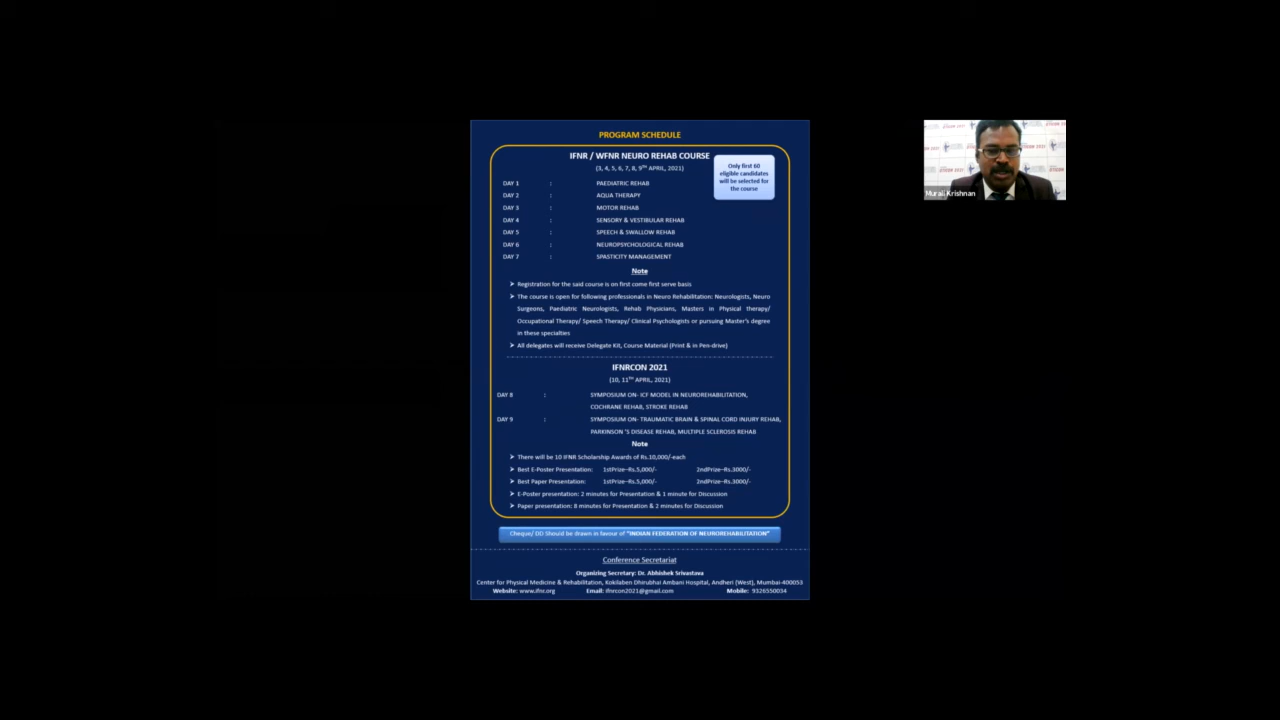 PROGRAM SCHEDULE
IFNR / WFNR NEURO REHAB COURSE
(3, 4, 5, 6, 7, 8, 9TH APRIL, 2021)
Only first 60
eligible candidates
will be selected for
the course
DAY 1 : PAEDIATRIC REHAB
DAY 2 : AQUA THERAPY
DAY 3 : MOTOR REHAB
DAY 4 : SENSORY & VESTIBULAR REHAB
DAY 5 : SPEECH & SWALLOW REHAB
DAY 6 : NEUROPSYCHOLOGICAL REHAB
DAY 7 : SPASTICITY MANAGEMENT
Note
➤ Registration for the said course is on first come first serve basis
➤ The course is open for following professionals in Neuro Rehabilitation: Neurologists, Neuro
Surgeons, Paediatric Neurologists, Rehab Physicians, Masters in Physical therapy/
Occupational Therapy/ Speech Therapy/ Clinical Psychologists or pursuing Master's degree
in these specialties
➤ All delegates will receive Delegate Kit, Course Material (Print & in Pen-drive)
IFNRCON 2021
(10, 11TH APRIL, 2021)
DAY 8 : SYMPOSIUM ON- ICF MODEL IN NEUROREHABILITATION,
COCHRANE REHAB, STROKE REHAB
DAY 9 : SYMPOSIUM ON- TRAUMATIC BRAIN & SPINAL CORD INJURY REHAB,
PARKINSON 'S DISEASE REHAB, MULTIPLE SCLEROSIS REHAB
Note
➤ There will be 10 IFNR Scholarship Awards of Rs.10,000/-each
➤ Best E-Poster Presentation: 1stPrize–Rs.5,000/- 2ndPrize–Rs.3000/-
➤ Best Paper Presentation: 1stPrize–Rs.5,000/- 2ndPrize–Rs.3000/-
➤ E-Poster presentation: 2 minutes for Presentation & 1 minute for Discussion
➤ Paper presentation: 8 minutes for Presentation & 2 minutes for Discussion
Cheque/ DD Should be drawn in favour of "INDIAN FEDERATION OF NEUROREHABILITATION"
Conference Secretariat
Organizing Secretary: Dr. Abhishek Srivastava
Center for Physical Medicine & Rehabilitation, Kokilaben Dhirubhai Ambani Hospital, Andheri (West), Mumbai-400053
Website: www.ifnr.org Email: ifnrcon2021@gmail.com Mobile: 9326550034
Murali Krishnan